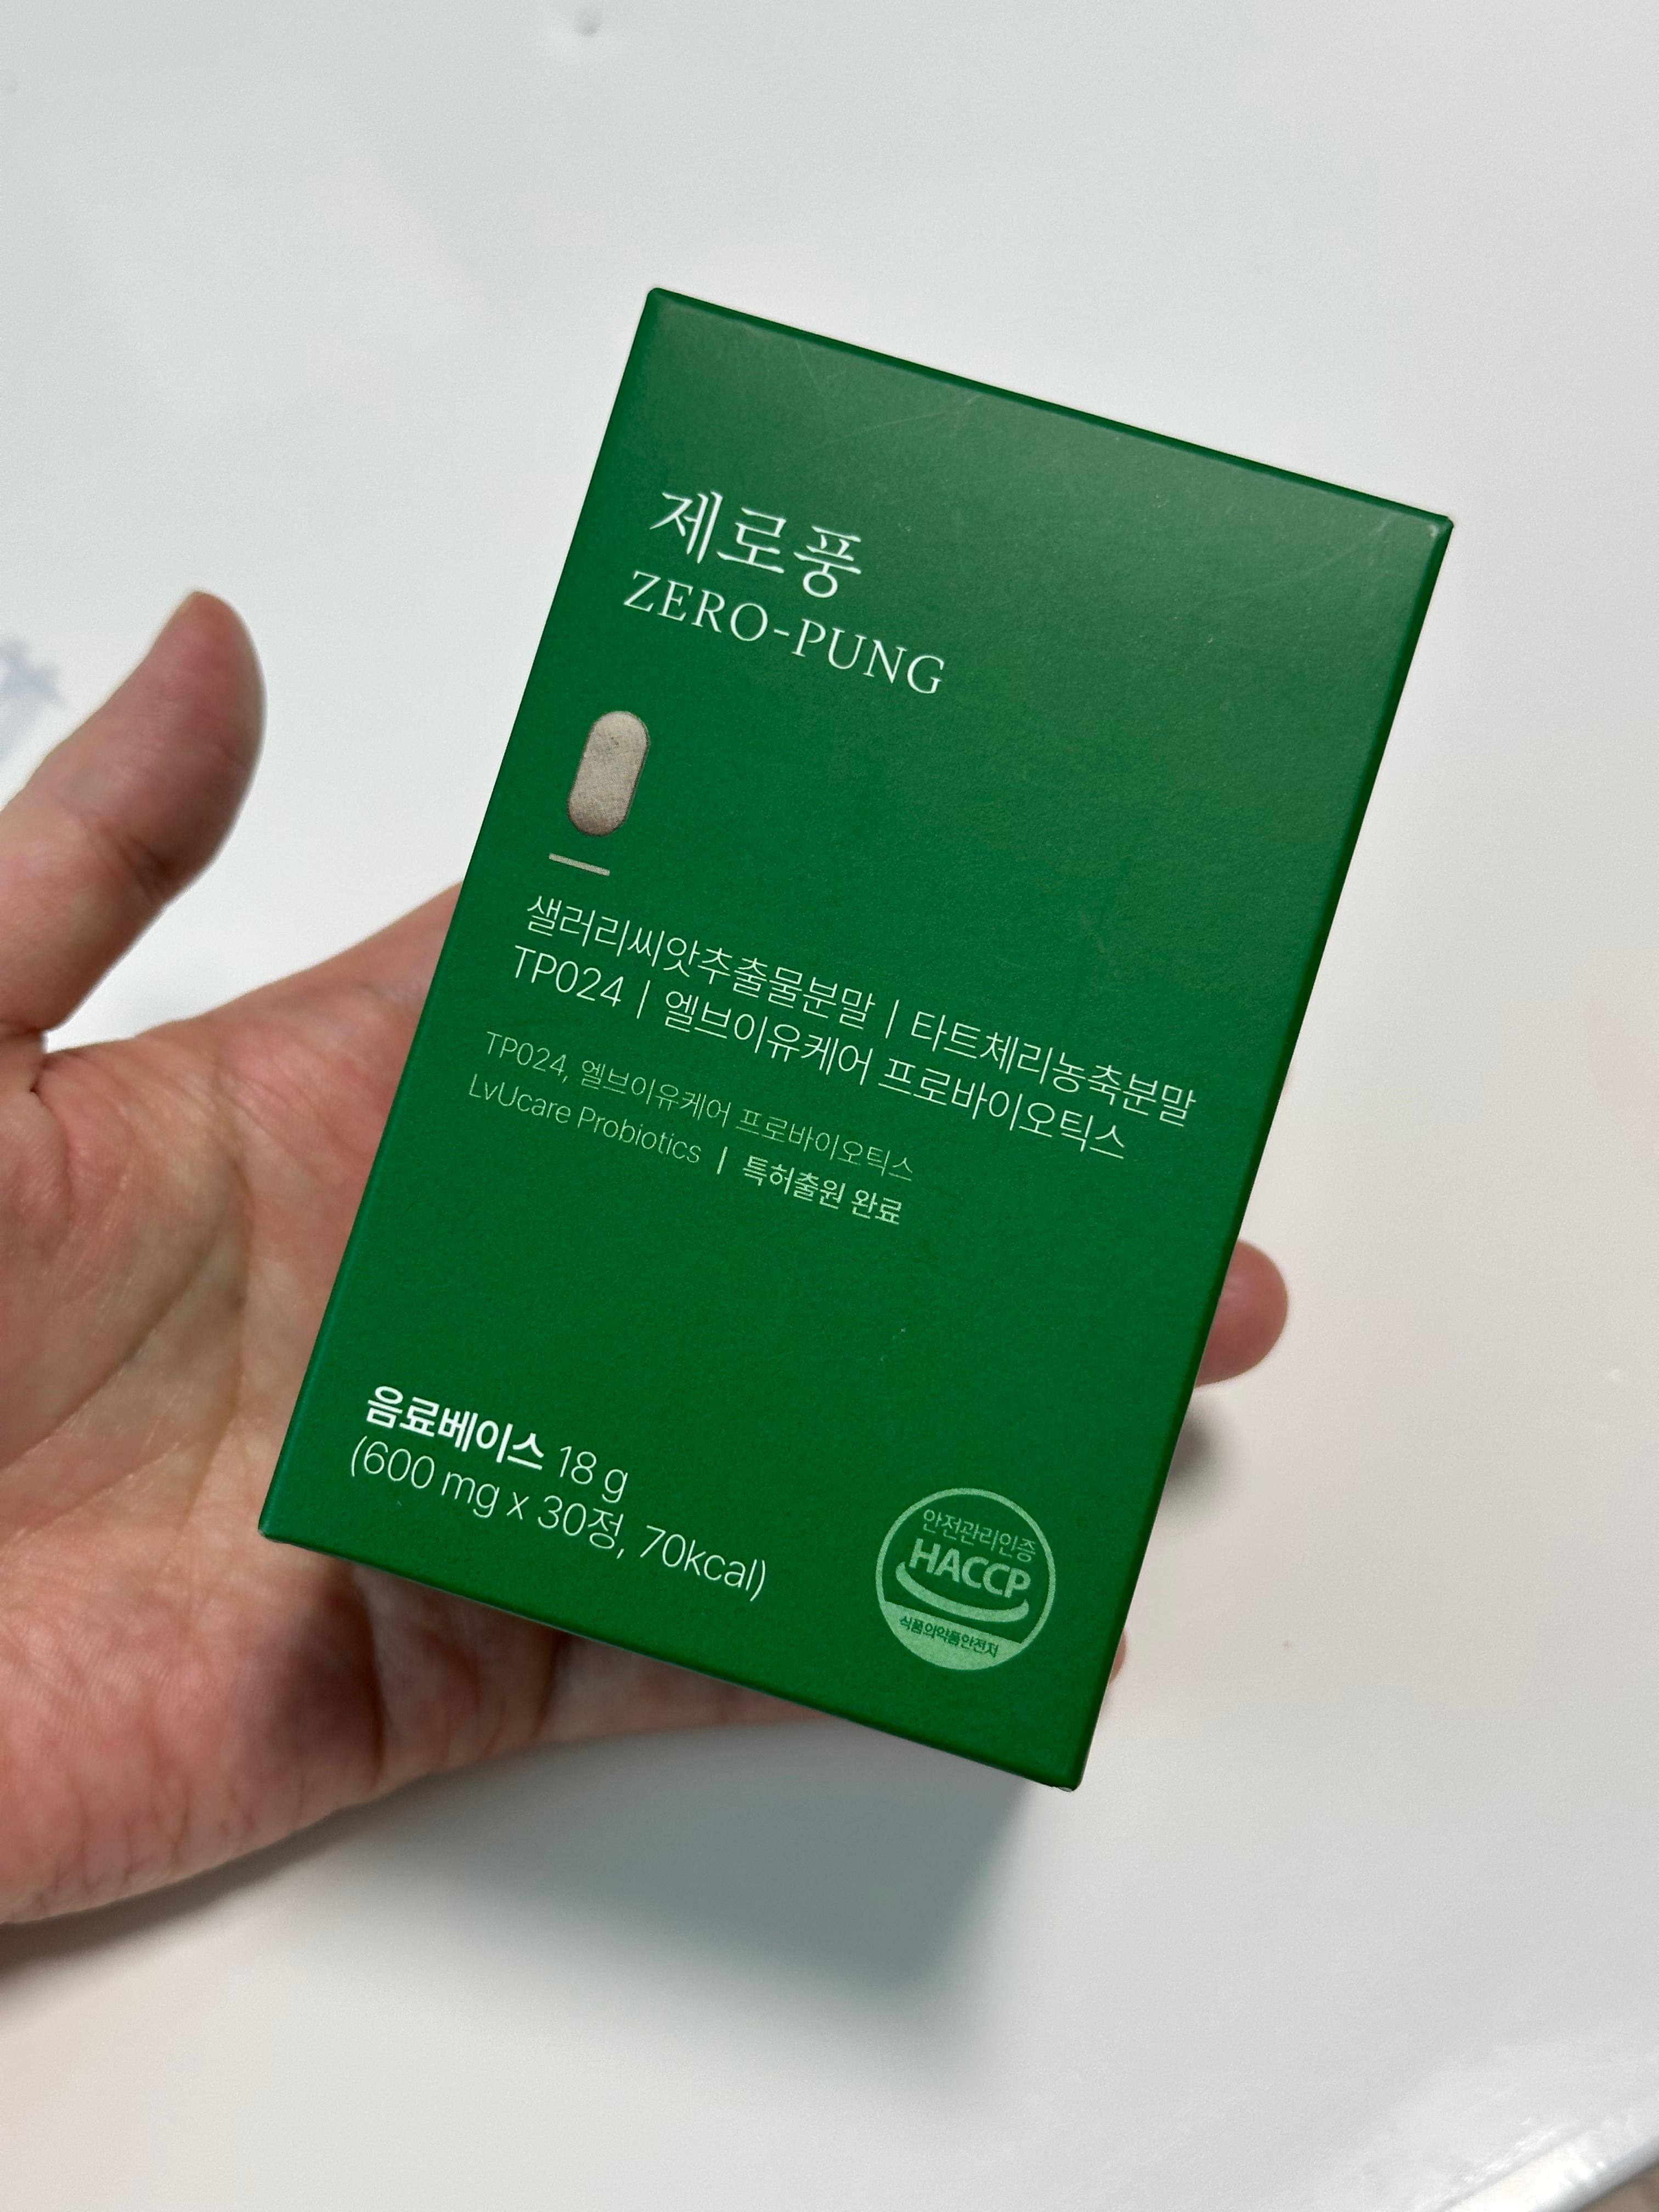 제로풍
ZERO-PUNG
샐러리씨앗추출물분말 | 타트체리농축분말
TP024 | 엘브이유케어 프로바이오틱스
TP024, 엘브이유케어 프로바이오틱스
LvUcare Probiotics | 특허출원 완료
음료베이스 18 g
(600 mg x 30정, 70kcal)
안전관리인증
HACCP
식품의약품안전처